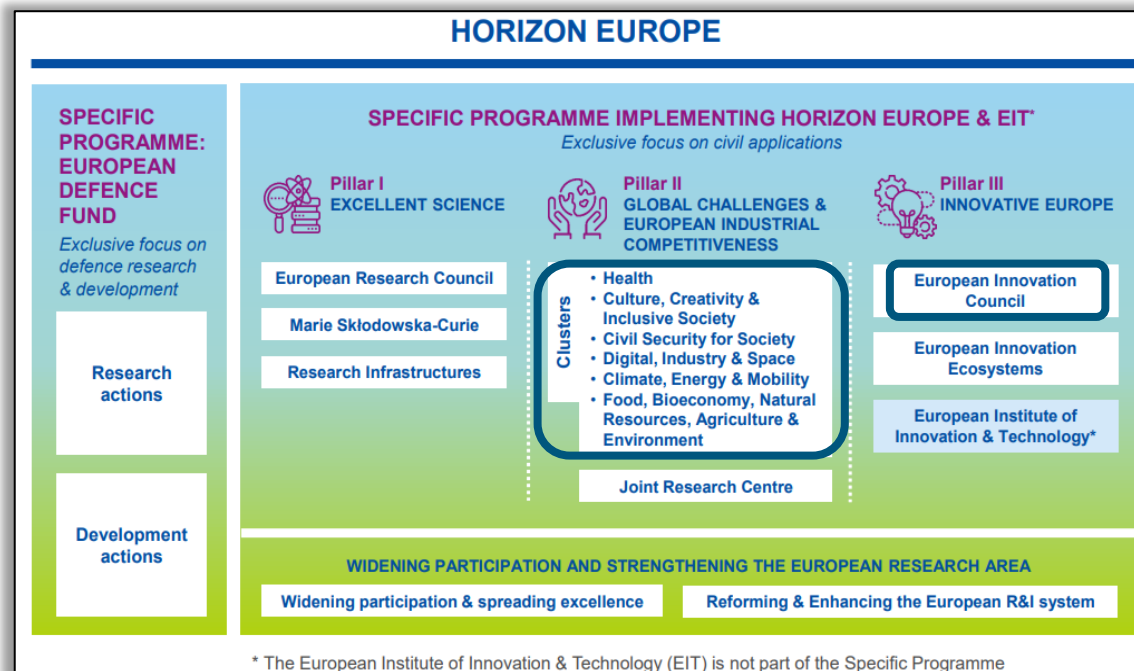 HORIZON EUROPE
SPECIFIC
PROGRAMME:
EUROPEAN
DEFENCE
FUND
Exclusive focus on
defence research
& development
Research
actions
Development
actions
SPECIFIC PROGRAMME IMPLEMENTING HORIZON EUROPE & EIT*
Exclusive focus on civil applications
Pillar I
EXCELLENT SCIENCE
European Research Council
Marie Skłodowska-Curie
Research Infrastructures
Pillar II
GLOBAL CHALLENGES &
EUROPEAN INDUSTRIAL
COMPETITIVENESS
Clusters
• Health
• Culture, Creativity &
Inclusive Society
• Civil Security for Society
• Digital, Industry & Space
• Climate, Energy & Mobility
• Food, Bioeconomy, Natural
Resources, Agriculture &
Environment
Joint Research Centre
Pillar III
INNOVATIVE EUROPE
European Innovation
Council
European Innovation
Ecosystems
European Institute of
Innovation & Technology*
WIDENING PARTICIPATION AND STRENGTHENING THE EUROPEAN RESEARCH AREA
Widening participation & spreading excellence
Reforming & Enhancing the European R&I system
* The European Institute of Innovation & Technology (EIT) is not part of the Specific Programme